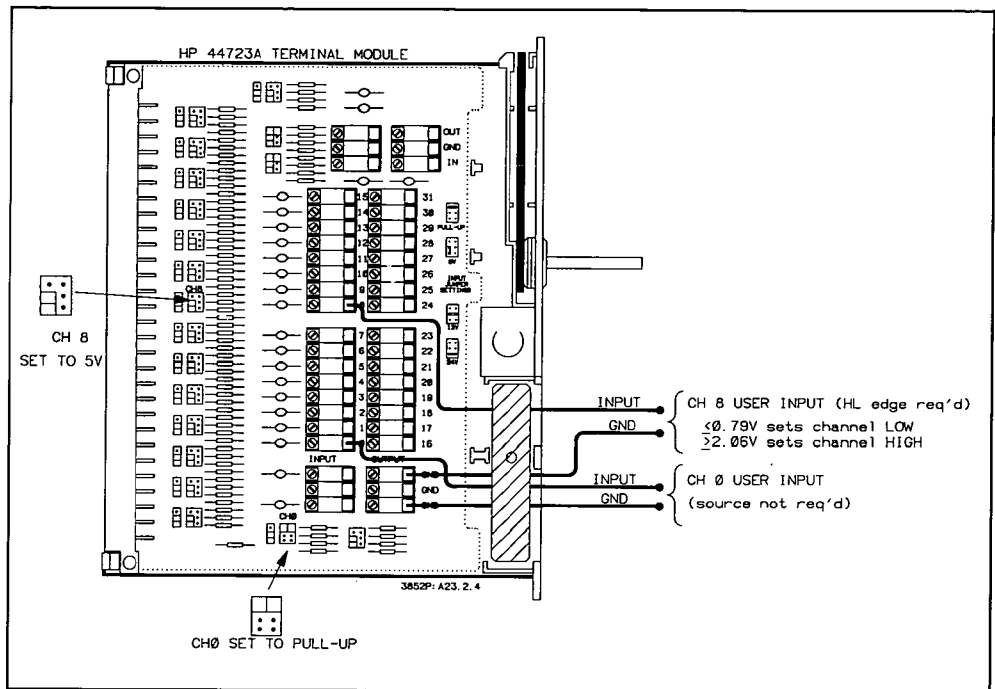 HP 44723A TERMINAL MODULE
OUT
GND
IN
15 31
14 30
13 29
12 28
11 27
10 26
9 25
24
PULL-UP
5V
INPUT
JUMPER
SETTINGS
12V
24V
CH8
CH 8
SET TO 5V
7 23
6 22
5 21
4 20
3 19
2 18
1 17
16
INPUT OUTPUT
GND
CH0
INPUT
GND
CH 8 USER INPUT (HL edge req'd)
≤0.79V sets channel LOW
≥2.06V sets channel HIGH
INPUT
GND
CH Ø USER INPUT
(source not req'd)
3852P: A23.2.4
CHØ SET TO PULL-UP